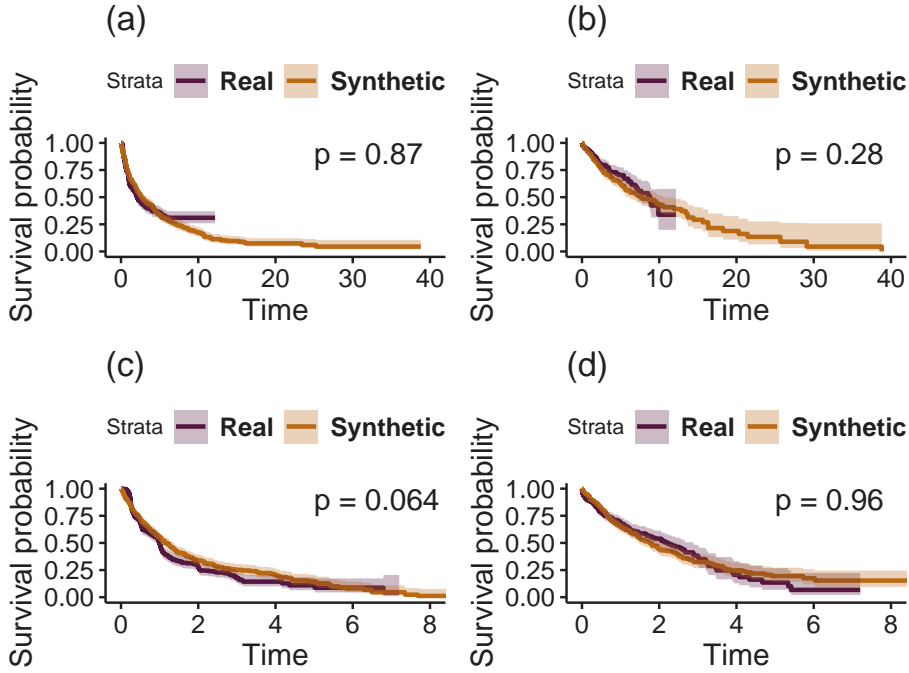 (a)
Strata Real Synthetic
Survival probability
1.00
0.75
0.50
0.25
0.00
p = 0.87
0 10 20 30 40
Time
(b)
Strata Real Synthetic
Survival probability
1.00
0.75
0.50
0.25
0.00
p = 0.28
0 10 20 30 40
Time
(c)
Strata Real Synthetic
Survival probability
1.00
0.75
0.50
0.25
0.00
p = 0.064
0 2 4 6 8
Time
(d)
Strata Real Synthetic
Survival probability
1.00
0.75
0.50
0.25
0.00
p = 0.96
0 2 4 6 8
Time